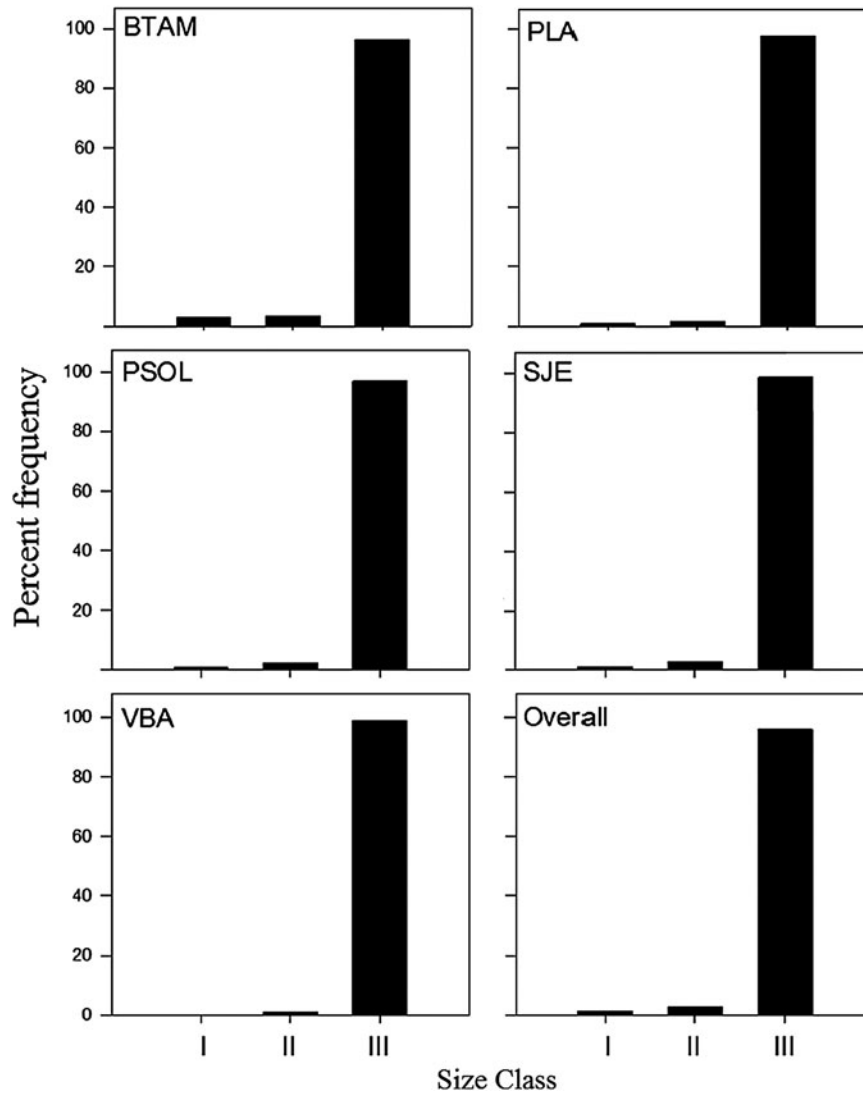 BTAM
100
80
60
40
20
PLA
PSOL
100
80
60
40
20
SJE
VBA
100
80
60
40
20
0
Overall
I II III
I II III
Percent frequency
Size Class